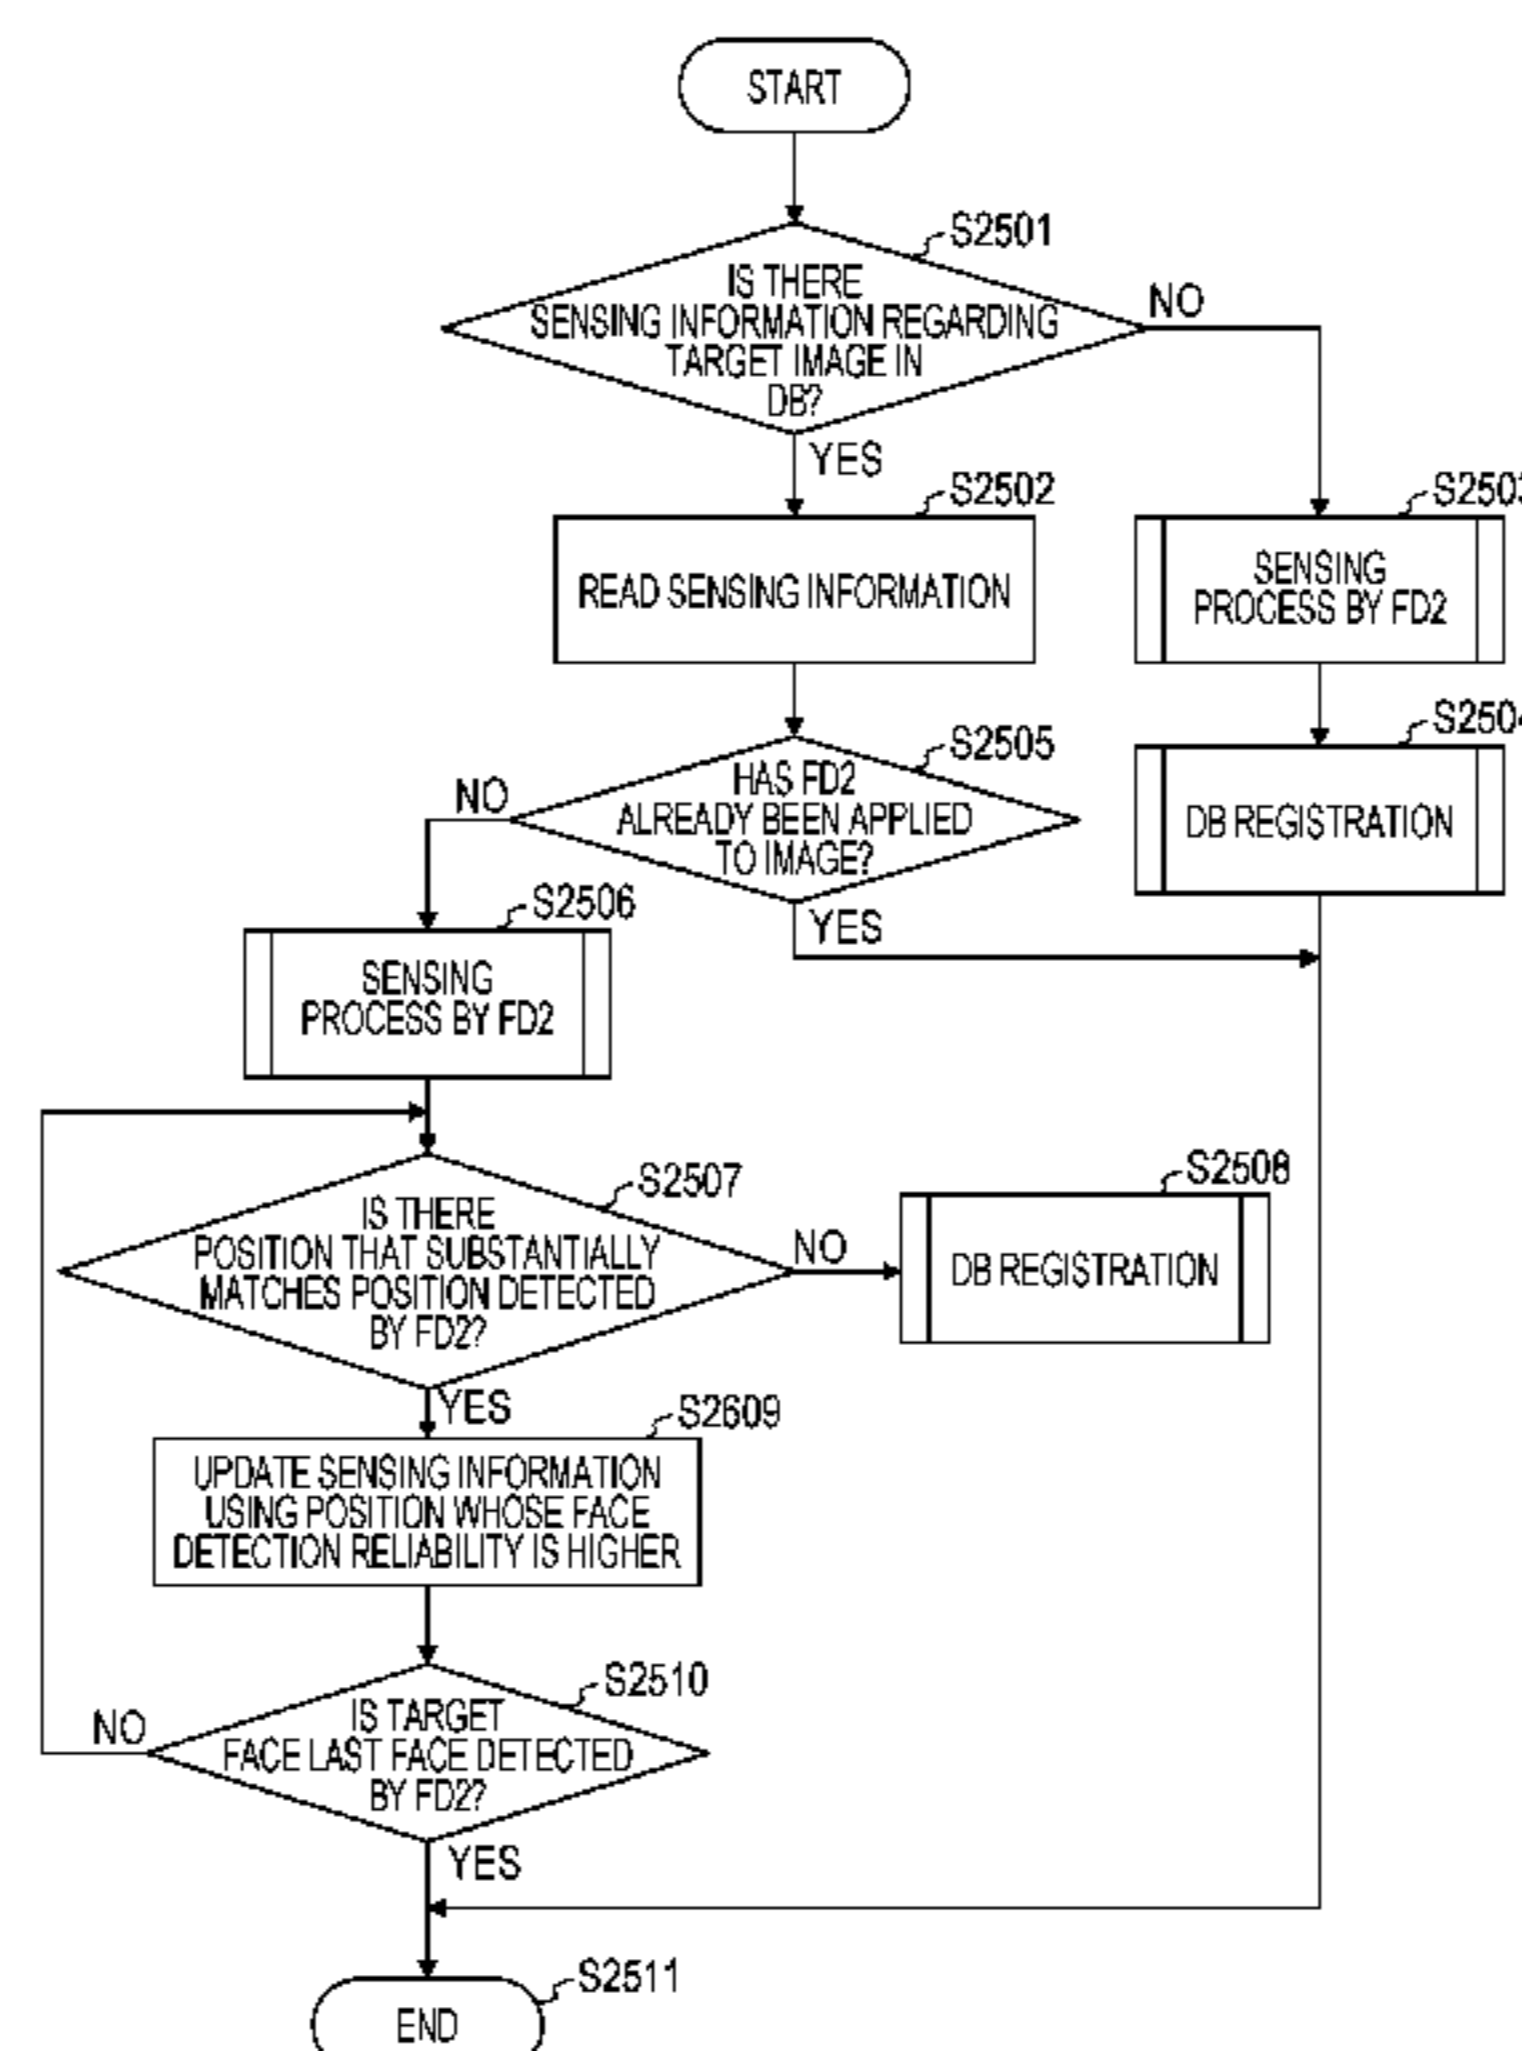 START
S2501
IS THERE
SENSING INFORMATION REGARDING
TARGET IMAGE IN
DB?
NO
YES
S2502
READ SENSING INFORMATION
S2503
SENSING
PROCESS BY FD2
S2504
DB REGISTRATION
S2505
HAS FD2
ALREADY BEEN APPLIED
TO IMAGE?
NO
YES
S2506
SENSING
PROCESS BY FD2
S2507
IS THERE
POSITION THAT SUBSTANTIALLY
MATCHES POSITION DETECTED
BY FD2?
NO
S2508
DB REGISTRATION
YES
S2609
UPDATE SENSING INFORMATION
USING POSITION WHOSE FACE
DETECTION RELIABILITY IS HIGHER
S2510
IS TARGET
FACE LAST FACE DETECTED
BY FD2?
NO
YES
S2511
END